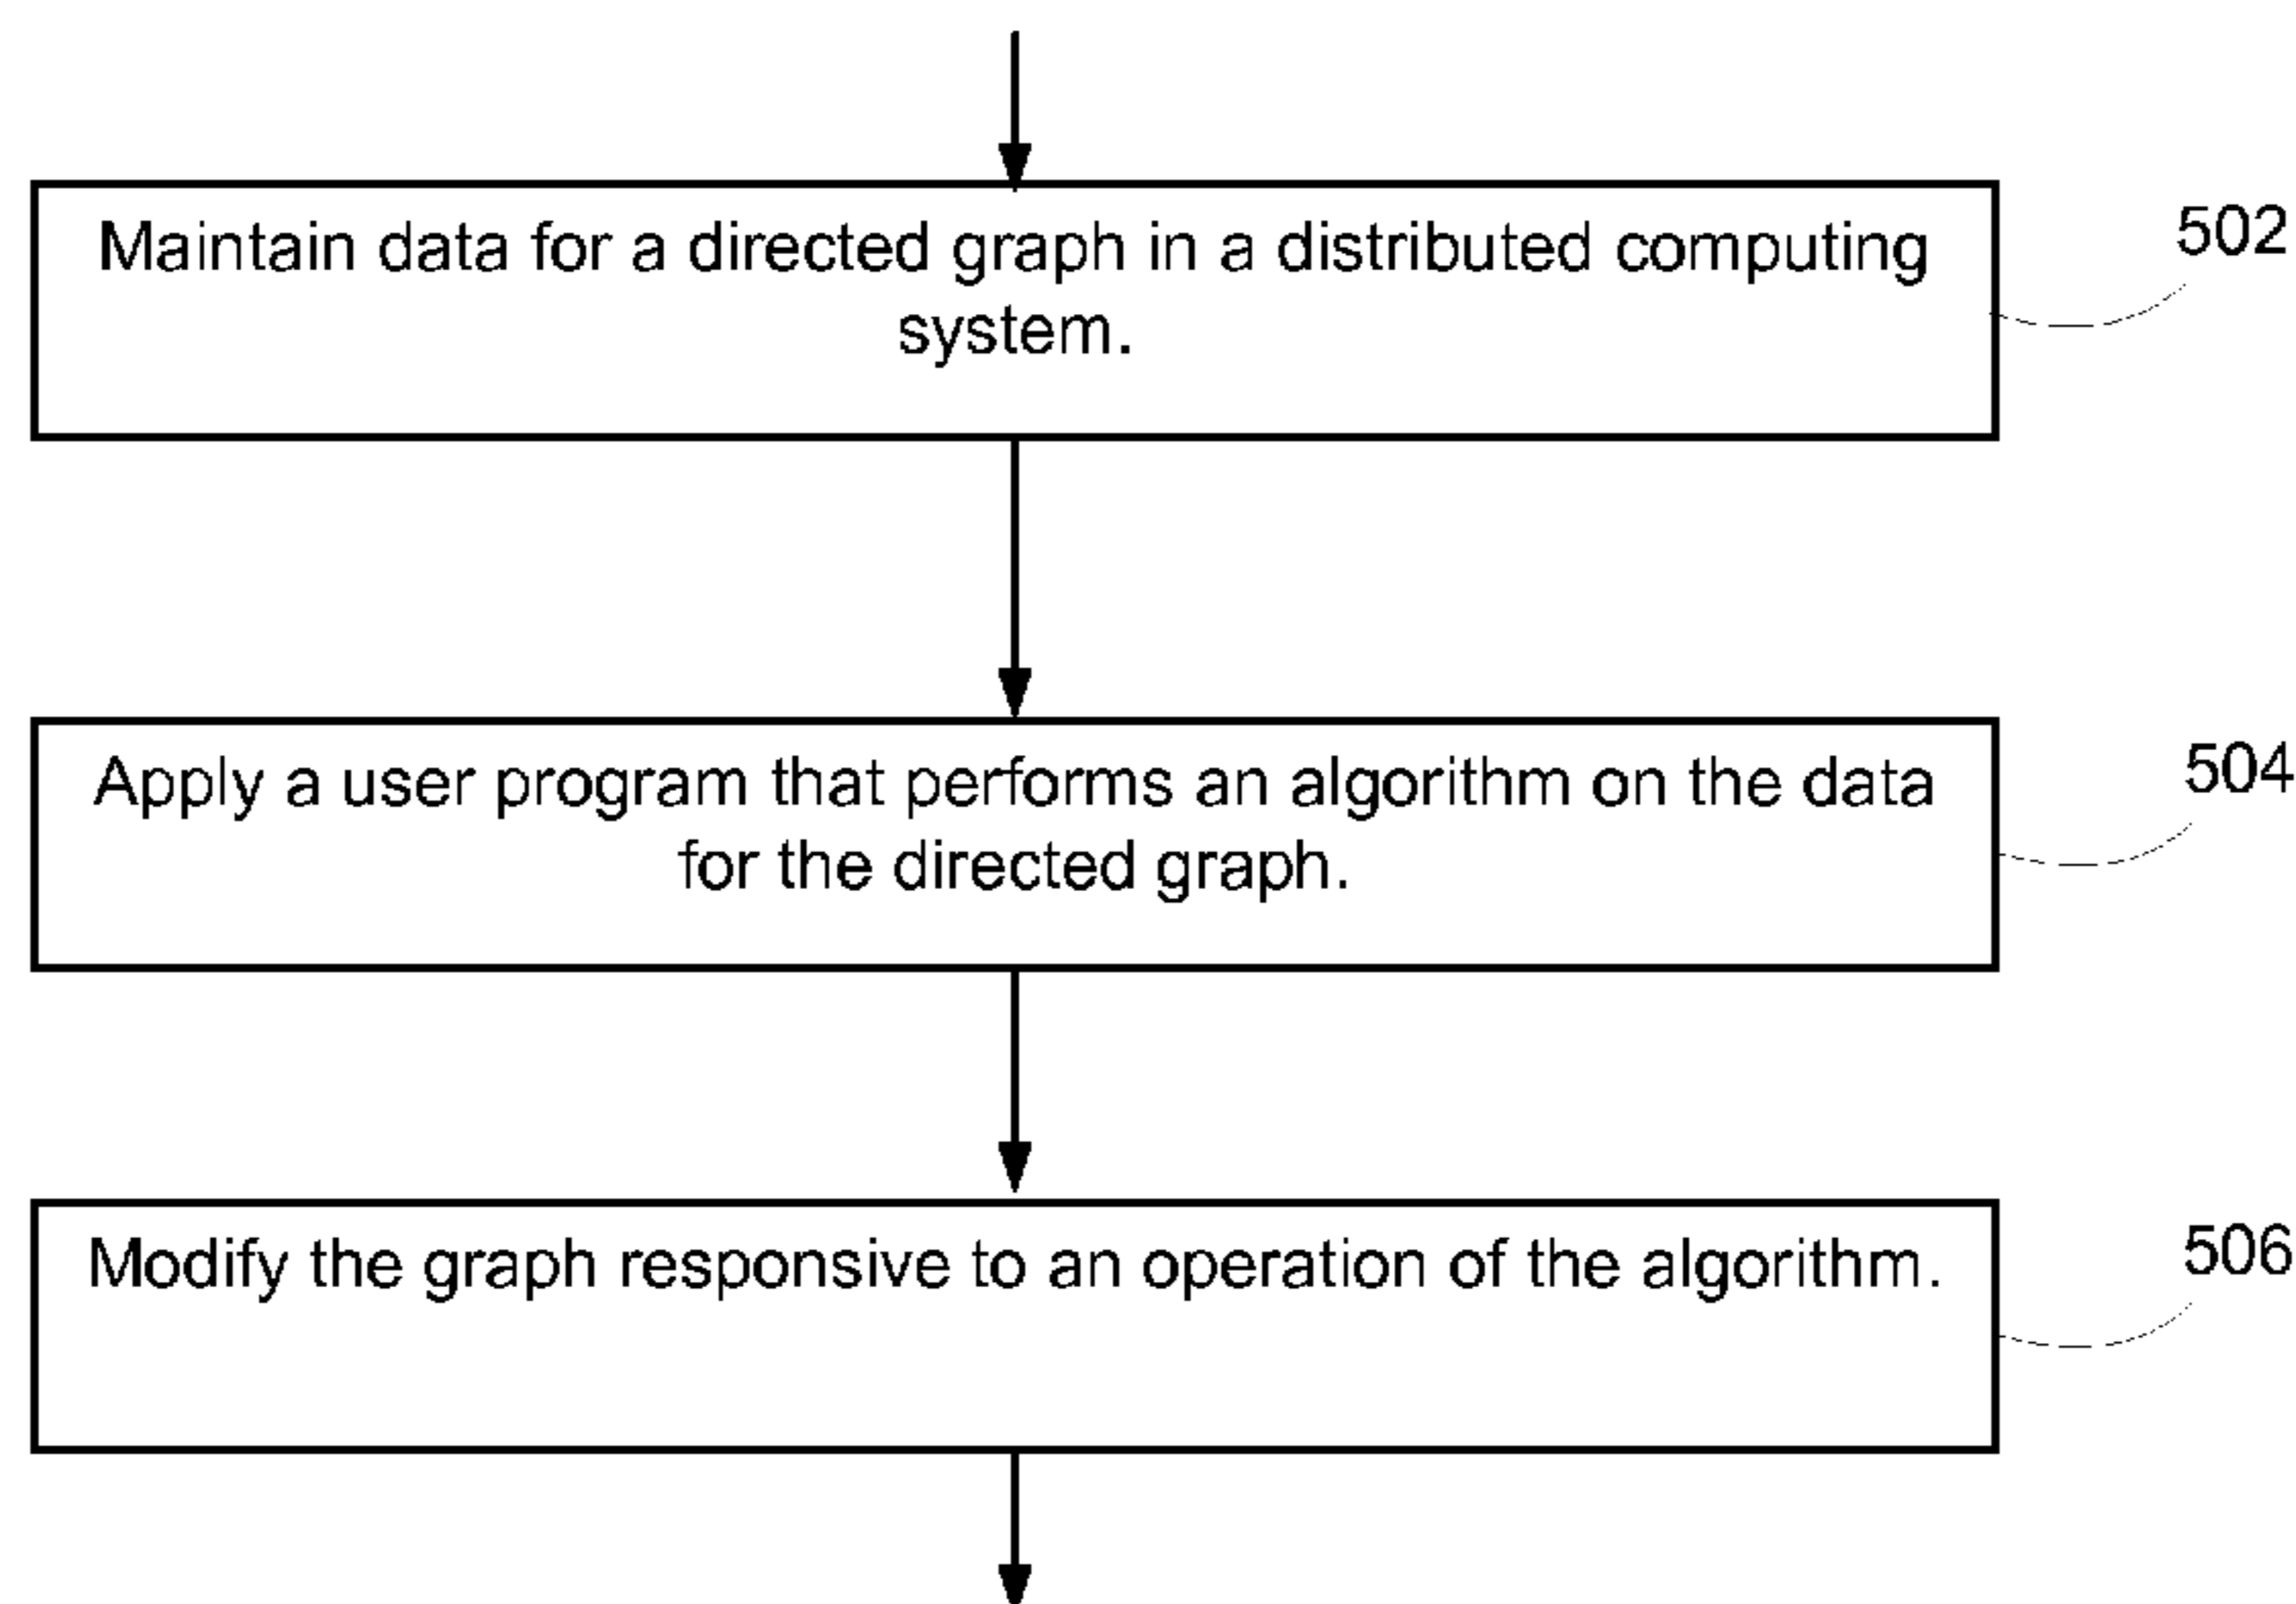 Maintain data for a directed graph in a distributed computing
system.
502
Apply a user program that performs an algorithm on the data
for the directed graph.
504
Modify the graph responsive to an operation of the algorithm.
506